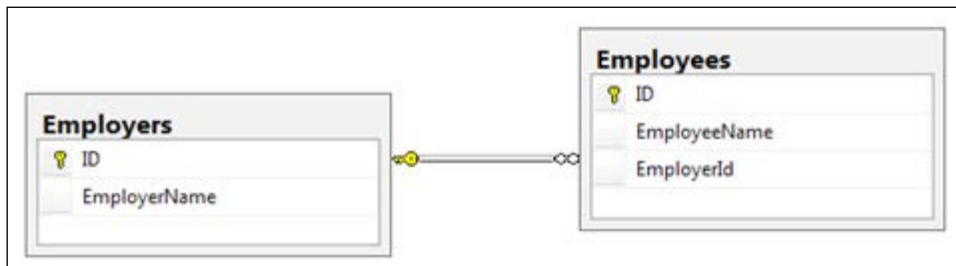 Employers
ID
EmployerName
Employees
ID
EmployeeName
EmployerId